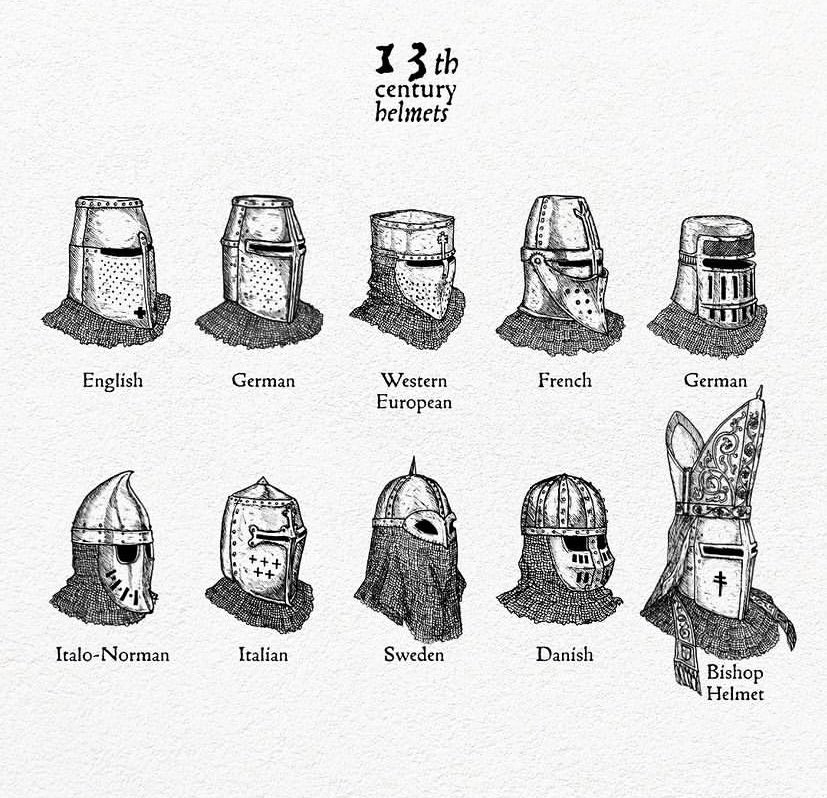 13th
century
helmets
English
German
Western
European
French
German
Italo-Norman
Italian
Sweden
Danish
Bishop
Helmet